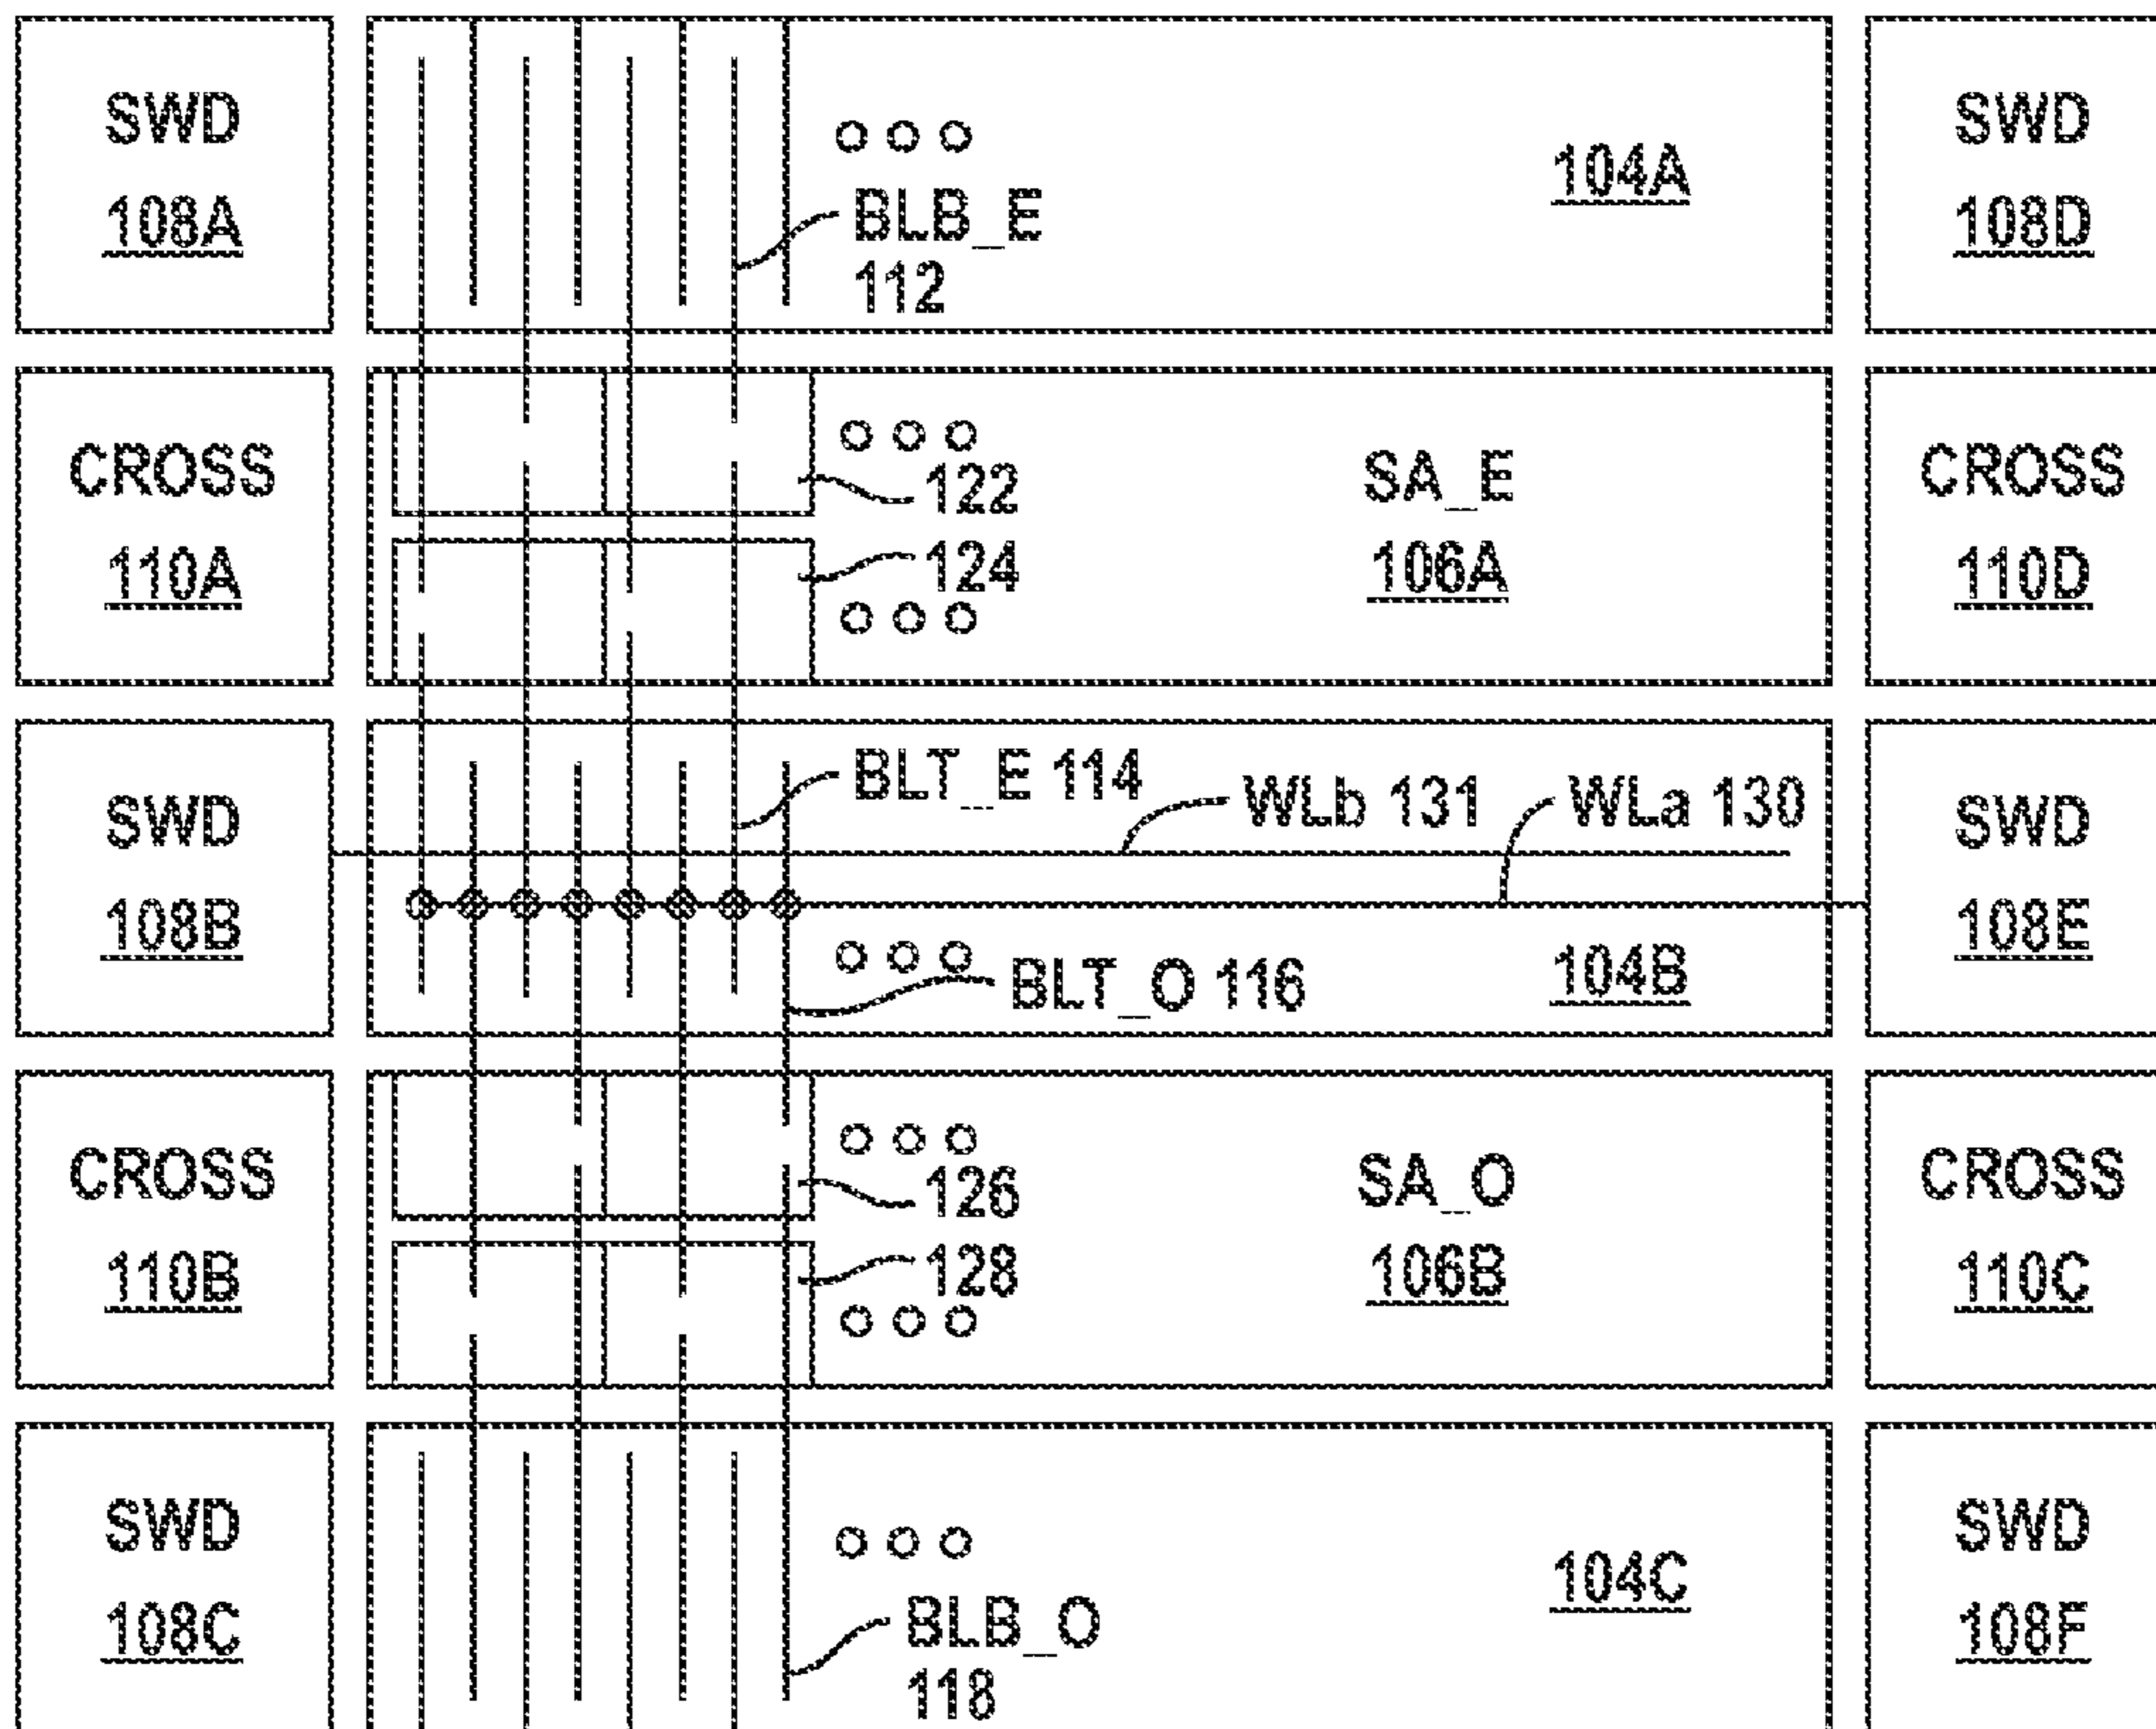 SWD
108A
BLB_E
112
104A
SWD
108D
CROSS
110A
122
124
SA_E
106A
CROSS
110D
SWD
108B
BLT_E 114
WLb 131
WLa 130
BLT_O 116
104B
SWD
108E
CROSS
110B
126
128
SA_O
106B
CROSS
110C
SWD
108C
BLB_O
118
104C
SWD
108F